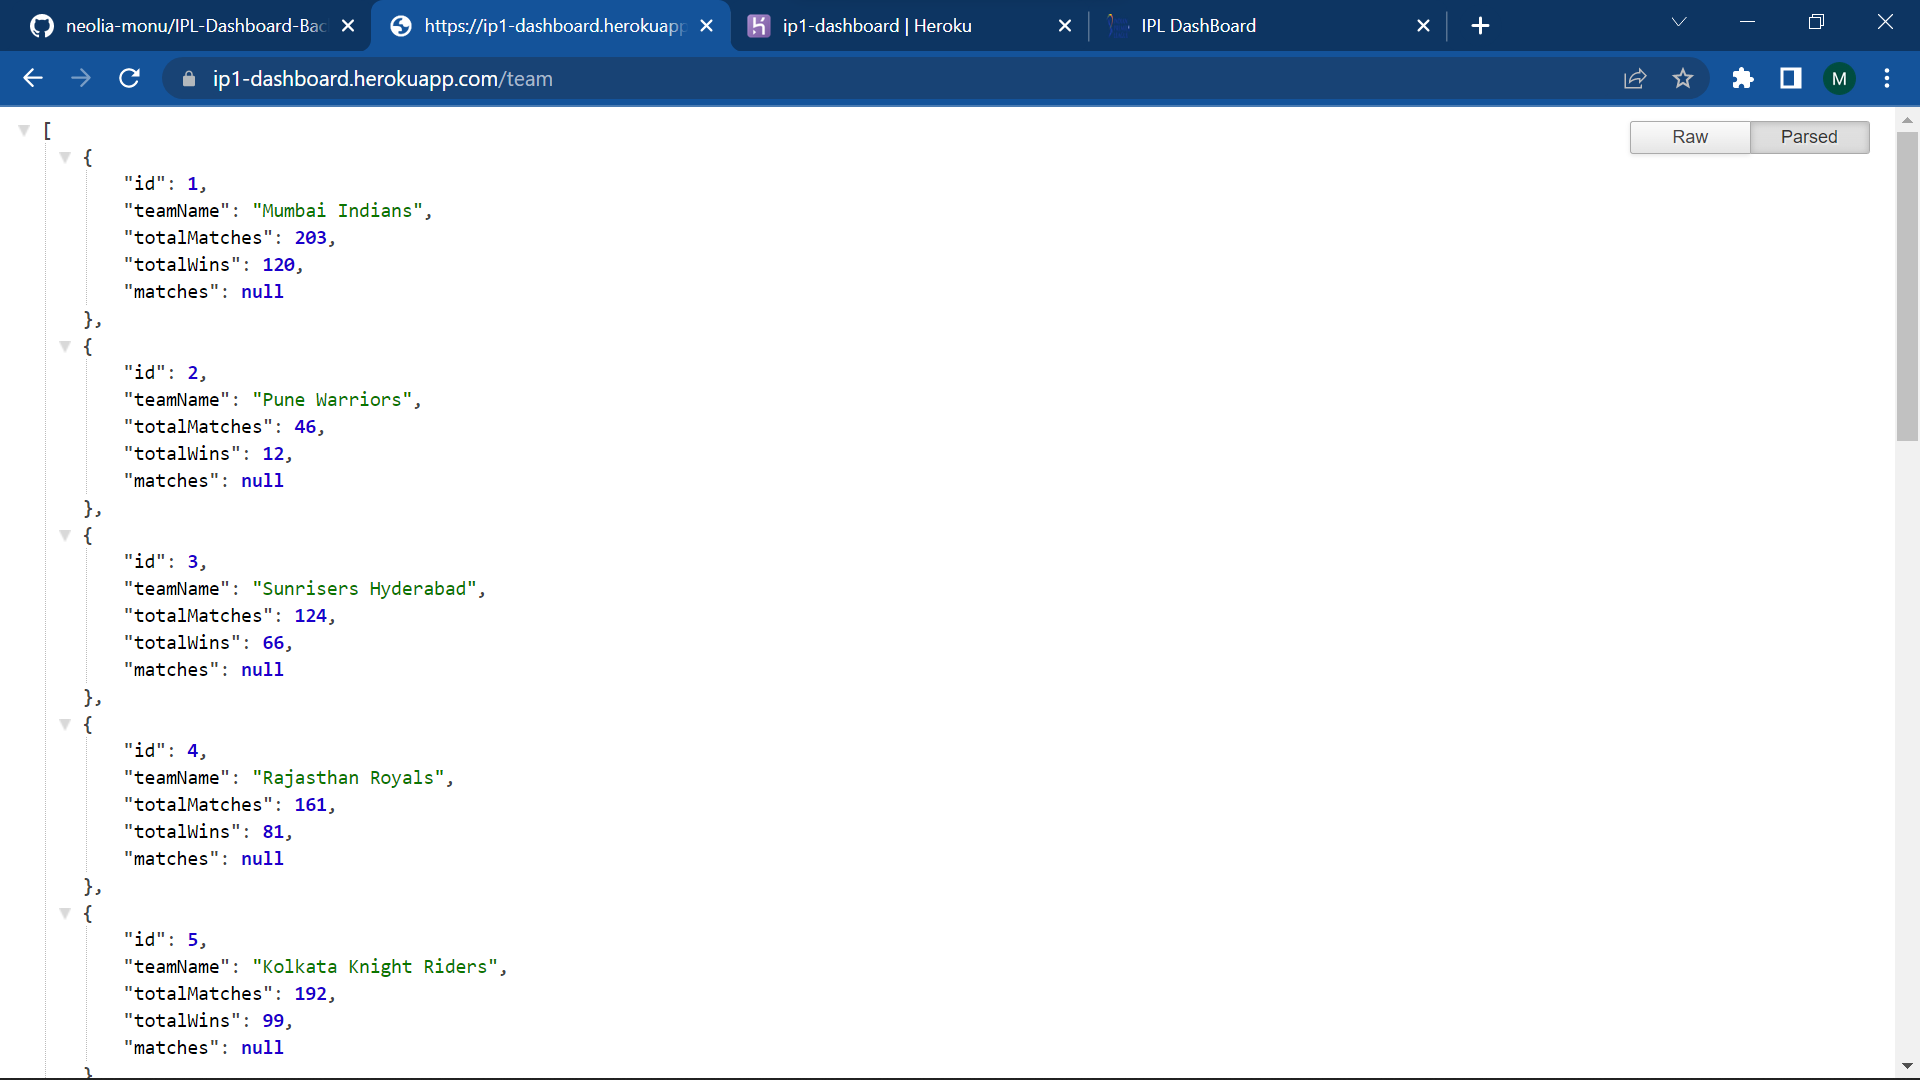 neolia-monu/IPL-Dashboard-Bac
https://ip1-dashboard.herokuapp
ip1-dashboard | Heroku
IPL DashBoard
ip1-dashboard.herokuapp.com/team
M
Raw
Parsed
[
{
"id": 1,
"teamName": "Mumbai Indians",
"totalMatches": 203,
"totalWins": 120,
"matches": null
},
{
"id": 2,
"teamName": "Pune Warriors",
"totalMatches": 46,
"totalWins": 12,
"matches": null
},
{
"id": 3,
"teamName": "Sunrisers Hyderabad",
"totalMatches": 124,
"totalWins": 66,
"matches": null
},
{
"id": 4,
"teamName": "Rajasthan Royals",
"totalMatches": 161,
"totalWins": 81,
"matches": null
},
{
"id": 5,
"teamName": "Kolkata Knight Riders",
"totalMatches": 192,
"totalWins": 99,
"matches": null
}